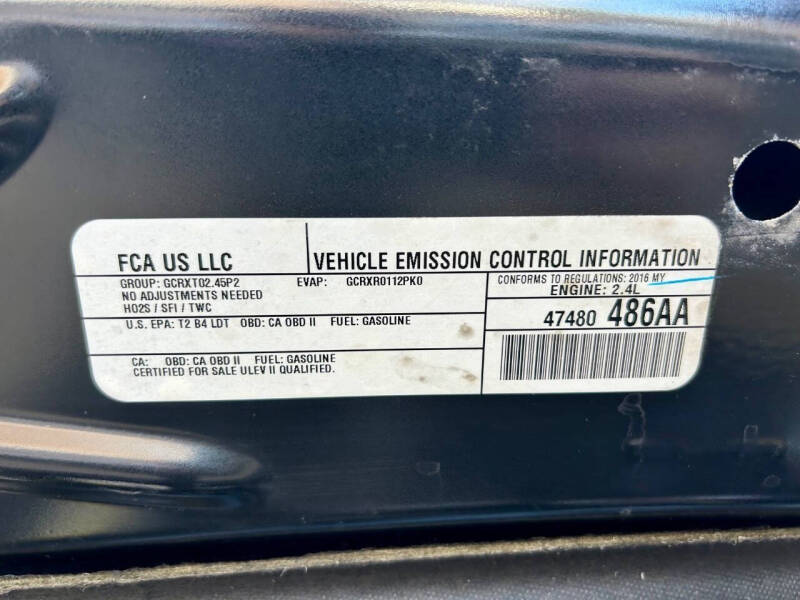 FCA US LLC
VEHICLE EMISSION CONTROL INFORMATION
GROUP: GCRXT02.45P2 EVAP: GCRXR0112PK0
NO ADJUSTMENTS NEEDED
HO2S / SFI / TWC
CONFORMS TO REGULATIONS: 2016 MY
ENGINE: 2.4L
U.S. EPA: T2 B4 LDT OBD: CA OBD II FUEL: GASOLINE
47480 486AA
CA: OBD: CA OBD II FUEL: GASOLINE
CERTIFIED FOR SALE ULEV II QUALIFIED.